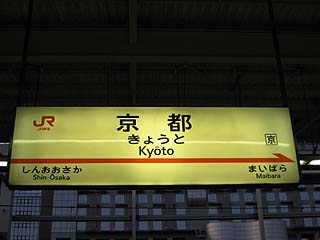 JR
京都
きょうと
Kyōto
京
しんおおさか
Shin-Ōsaka
まいばら
Maibara